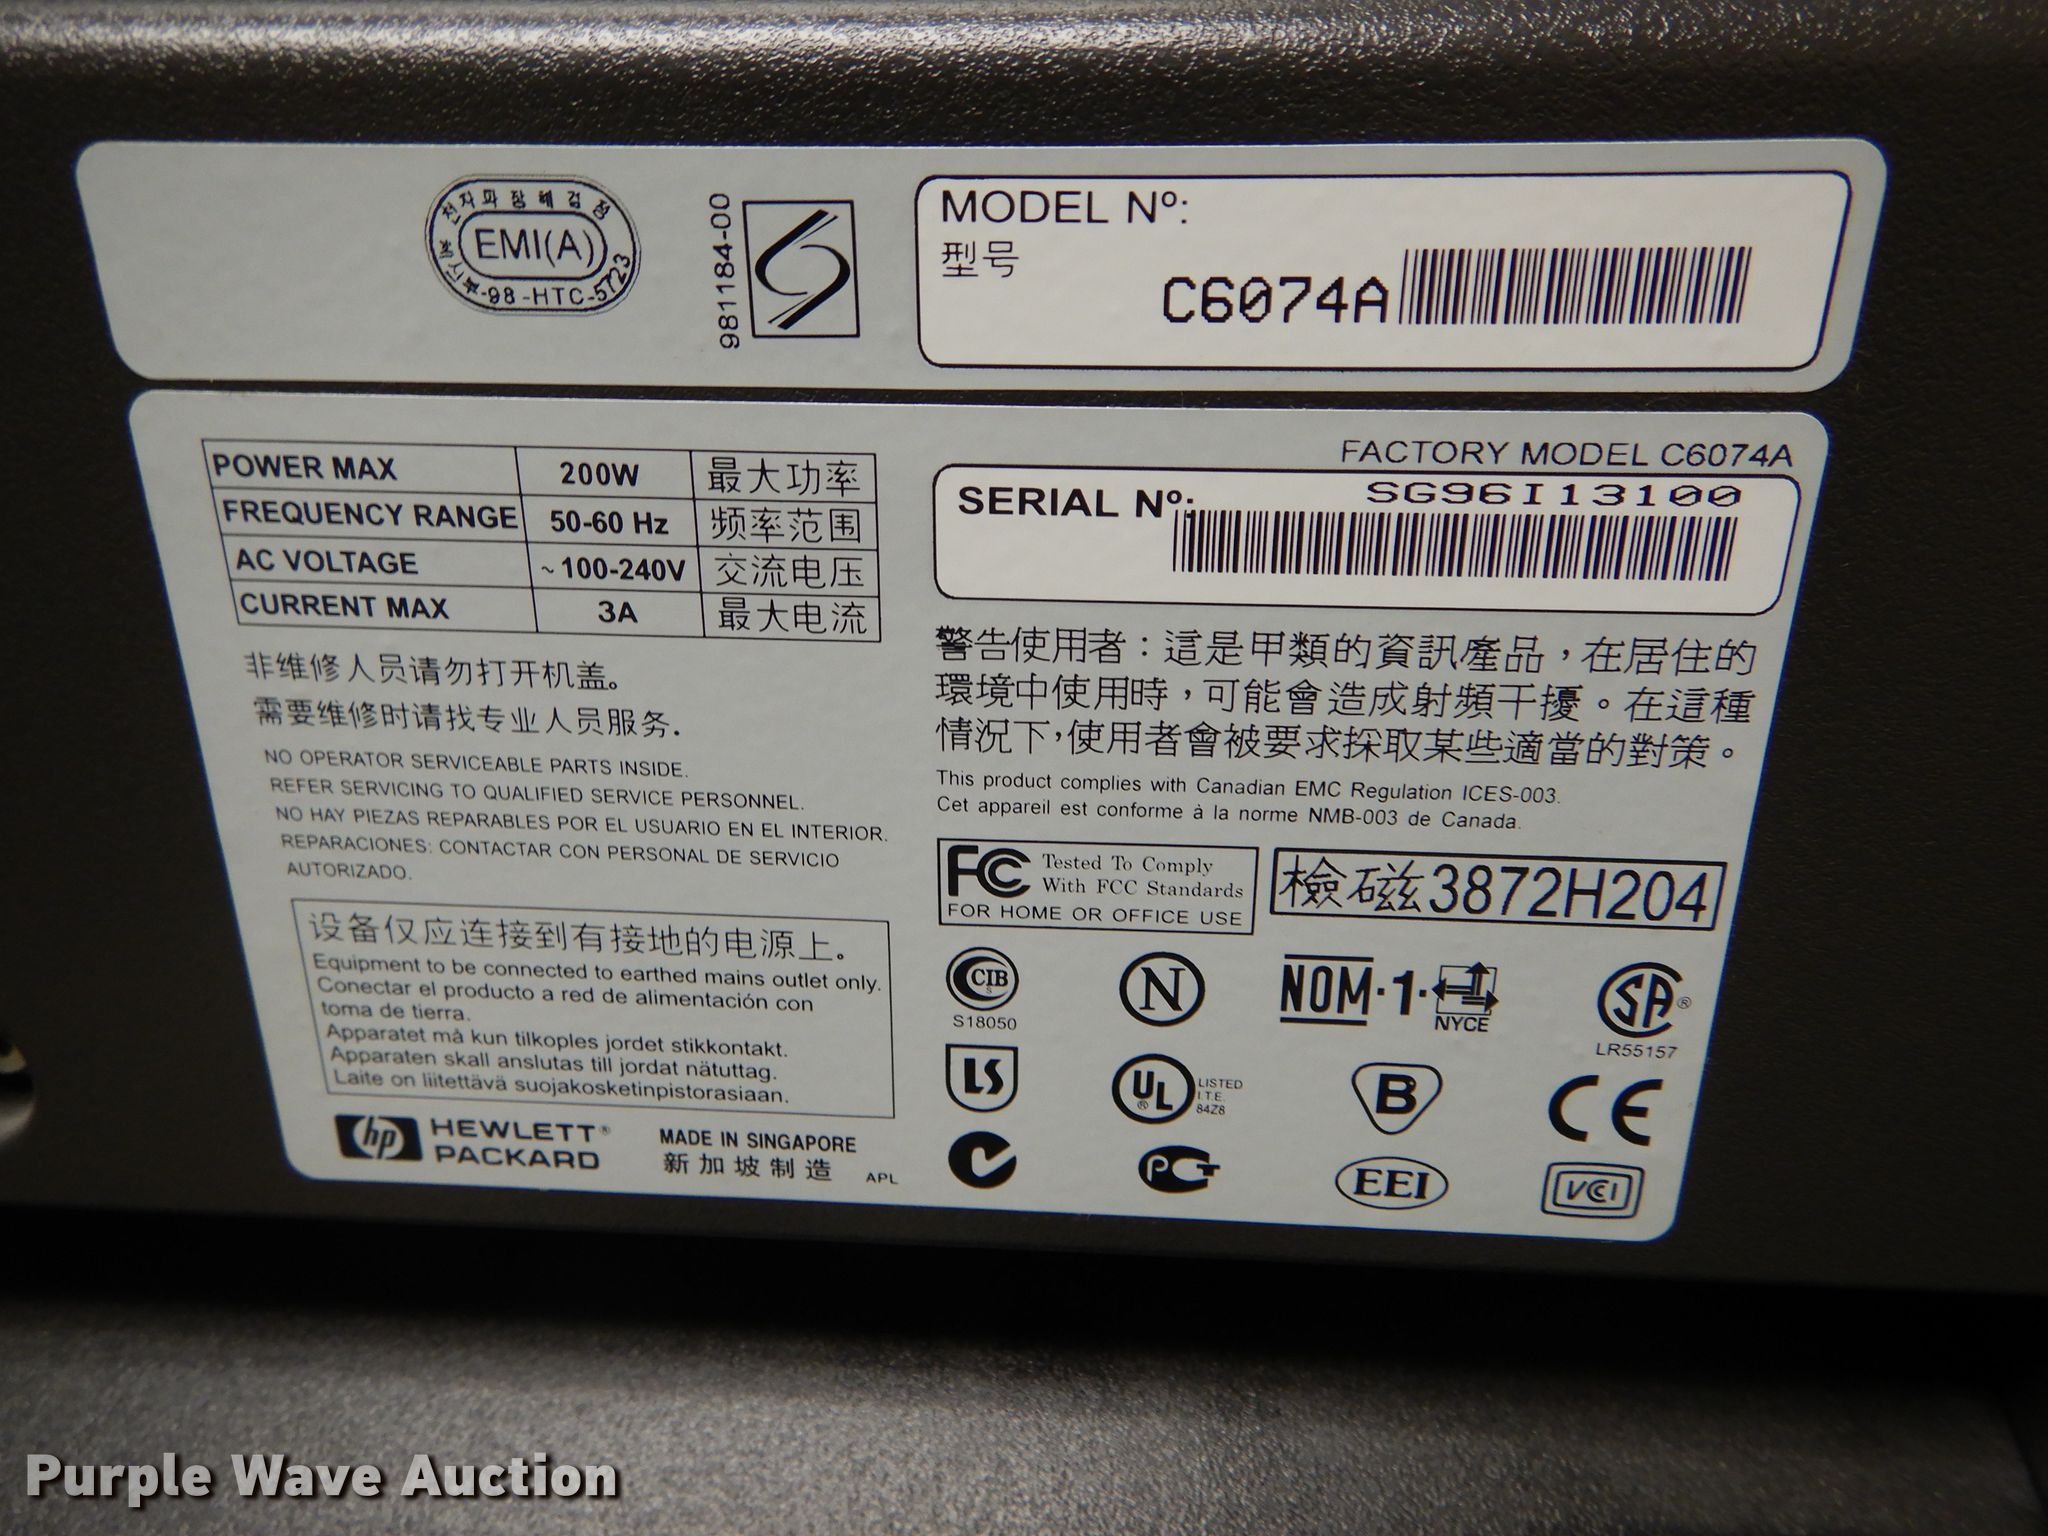 전자파장해검정
EMI(A)
98-HTC-5723
9811184-00
MODEL Nº:
型号
C6074A
POWER MAX 200W 最大功率
FREQUENCY RANGE 50-60 Hz 频率范围
AC VOLTAGE ~100-240V 交流电压
CURRENT MAX 3A 最大电流
非维修人员请勿打开机盖。
需要维修时请找专业人员服务.
NO OPERATOR SERVICEABLE PARTS INSIDE.
REFER SERVICING TO QUALIFIED SERVICE PERSONNEL.
NO HAY PIEZAS REPARABLES POR EL USUARIO EN EL INTERIOR.
REPARACIONES: CONTACTAR CON PERSONAL DE SERVICIO
AUTORIZADO.
设备仅应连接到有接地的电源上。
Equipment to be connected to earthed mains outlet only.
Conectar el producto a red de alimentación con
toma de tierra.
Apparatet må kun tilkoples jordet stikkontakt.
Apparaten skall anslutas till jordat nätuttag.
Laite on liitettävä suojakosketinpistorasiaan.
hp HEWLETT®
PACKARD
MADE IN SINGAPORE
新加坡制造
APL
FACTORY MODEL C6074A
SERIAL Nº:
SG96I13100
警告使用者：這是甲類的資訊產品，在居住的
環境中使用時，可能會造成射頻干擾。在這種
情況下，使用者會被要求採取某些適當的對策。
This product complies with Canadian EMC Regulation ICES-003.
Cet appareil est conforme à la norme NMB-003 de Canada.
FC Tested To Comply
With FCC Standards
FOR HOME OR OFFICE USE
檢磁3872H204
CIB
S
S18050
N
NOM·1·
NYCE
SA®
LR55157
LS
UL®
LISTED
I.T.E.
84Z8
B
CE
PCT
EEI
VCCI
Purple Wave Auction